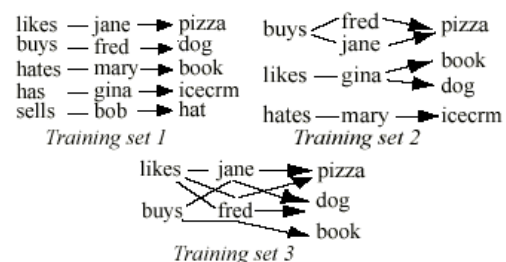 likes jane pizza
buys fred dog
hates mary book
has gina icecrm
sells bob hat
Training set 1
buys fred pizza
jane
likes gina book
dog
hates mary icecrm
Training set 2
likes jane pizza
buys fred dog
book
Training set 3